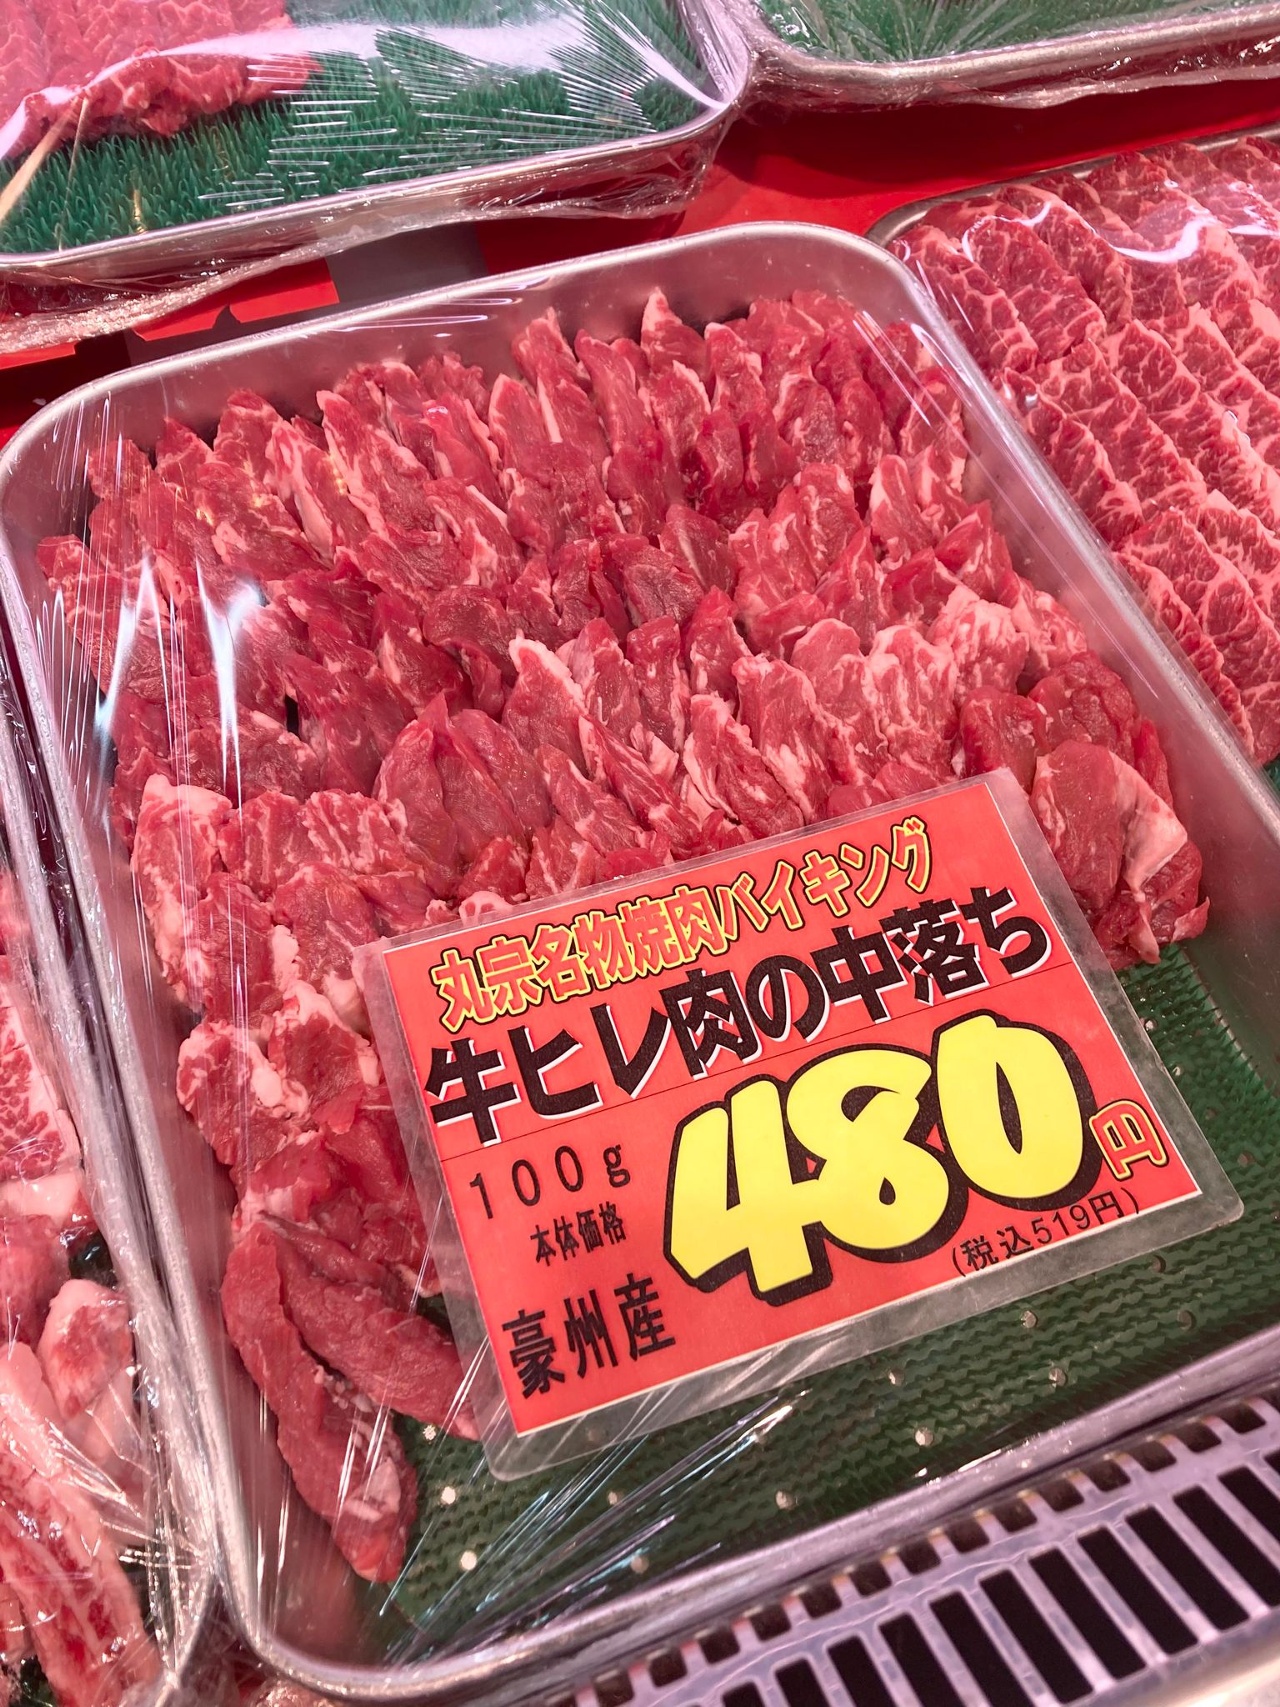 丸宗名物焼肉バイキング
牛ヒレ肉の中落ち
100g
本体価格
480円
(税込519円)
豪州産